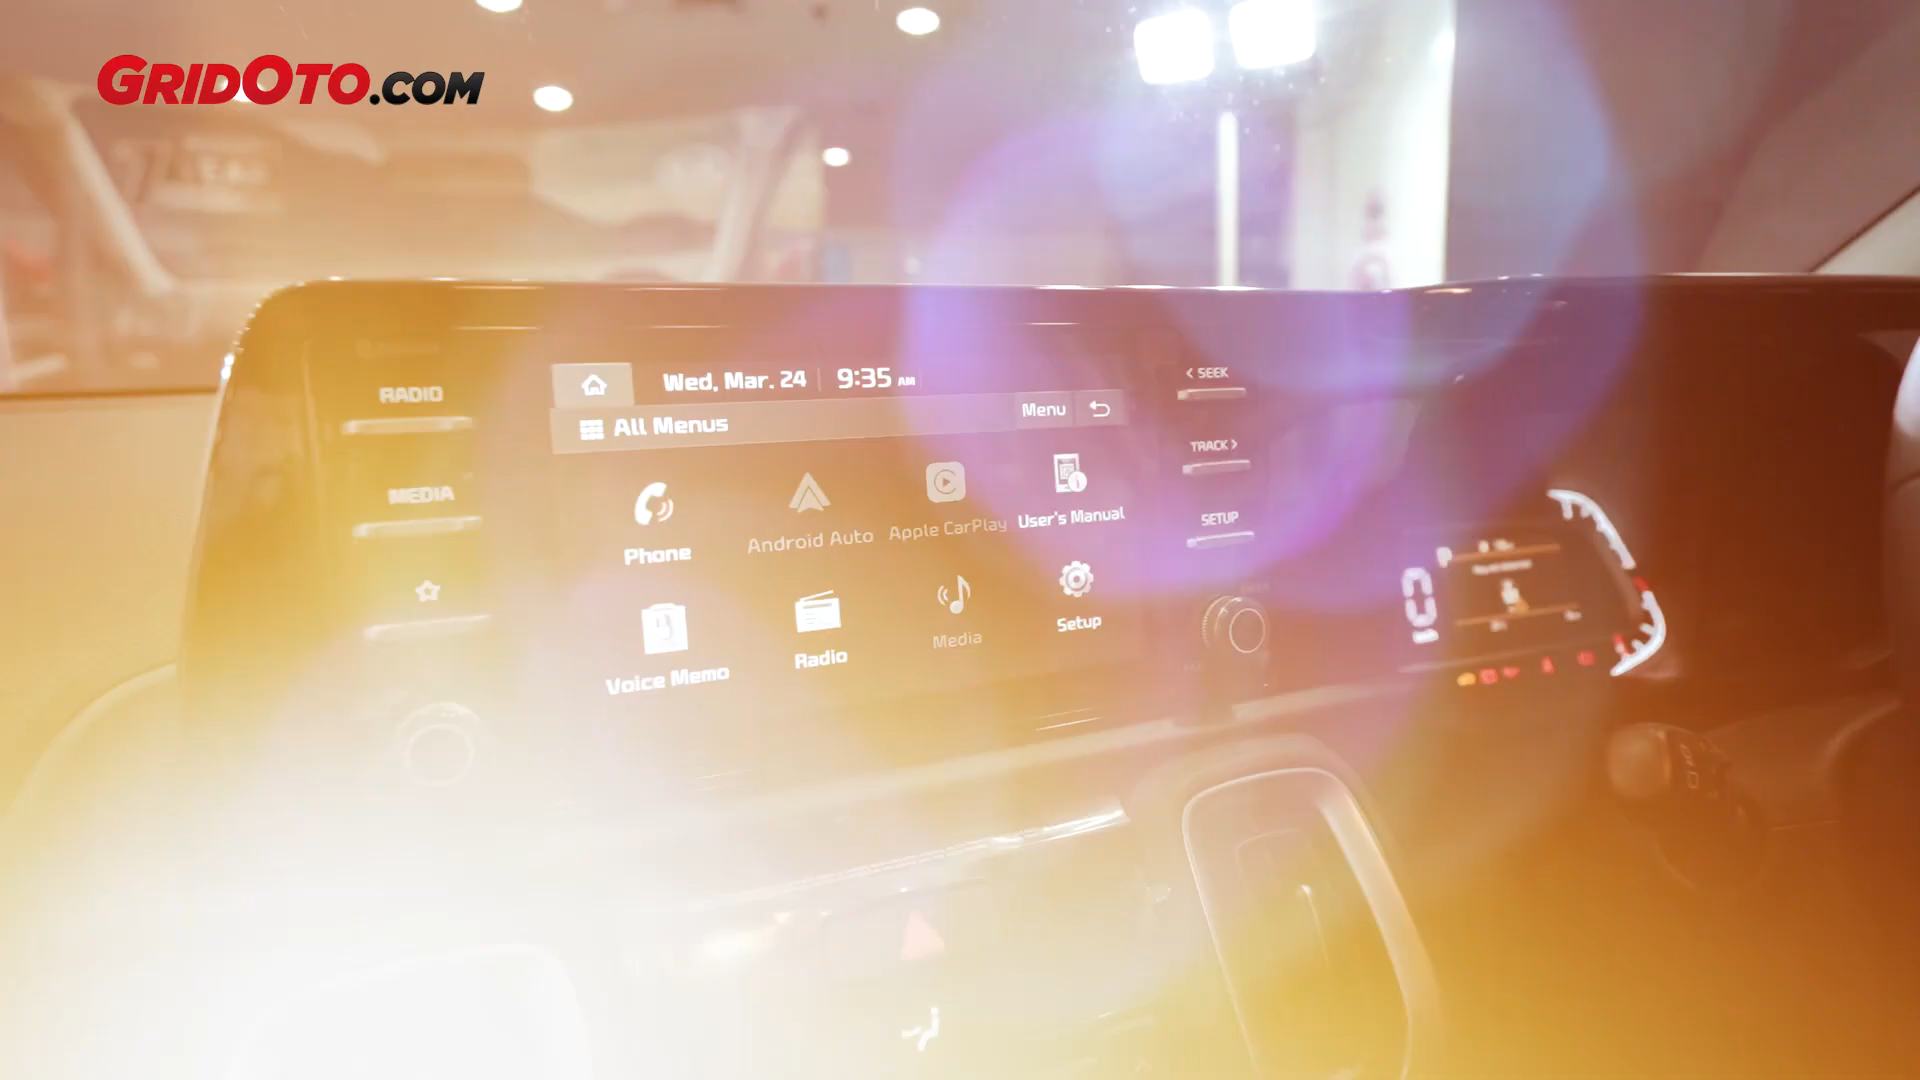 GRIDOTO.COM
RADIO
MEDIA
Wed, Mar. 24 9:35 AM
All Menus
Menu
Phone
Android Auto
Apple CarPlay
User's Manual
Voice Memo
Radio
Media
Setup
< SEEK
TRACK >
SETUP
P
0